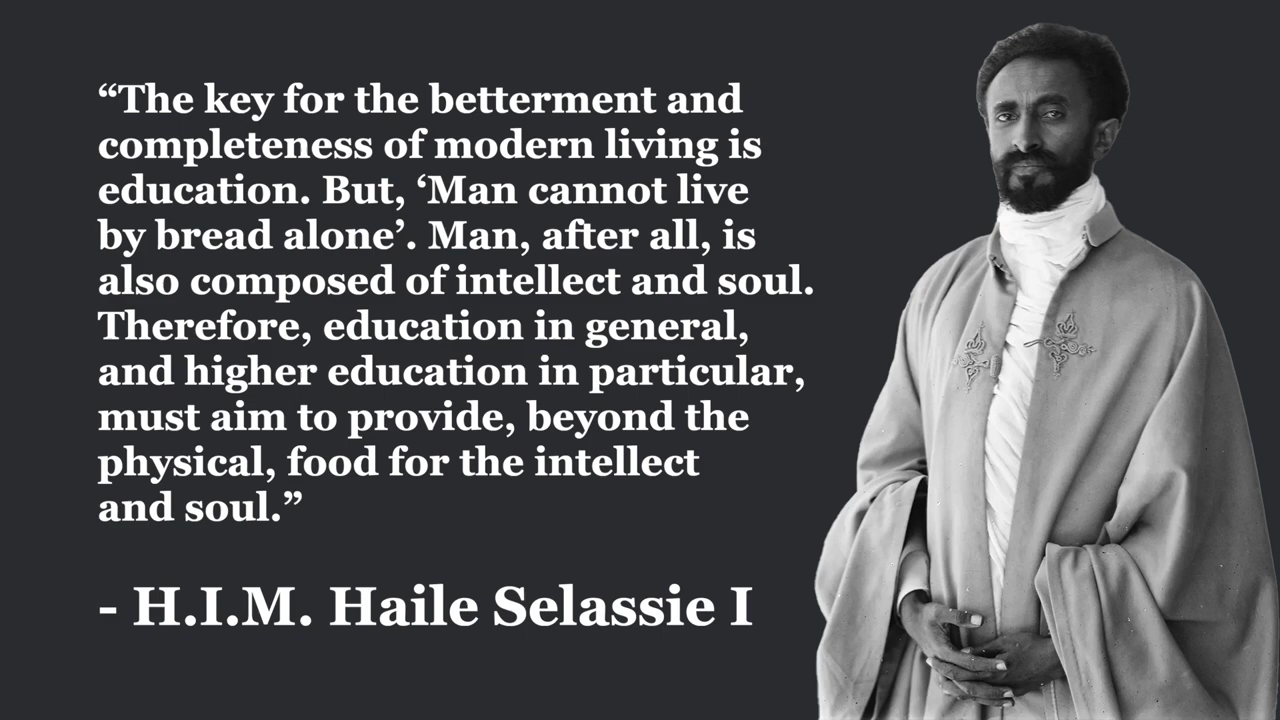 “The key for the betterment and
completeness of modern living is
education. But, ‘Man cannot live
by bread alone’. Man, after all, is
also composed of intellect and soul.
Therefore, education in general,
and higher education in particular,
must aim to provide, beyond the
physical, food for the intellect
and soul.”
- H.I.M. Haile Selassie I